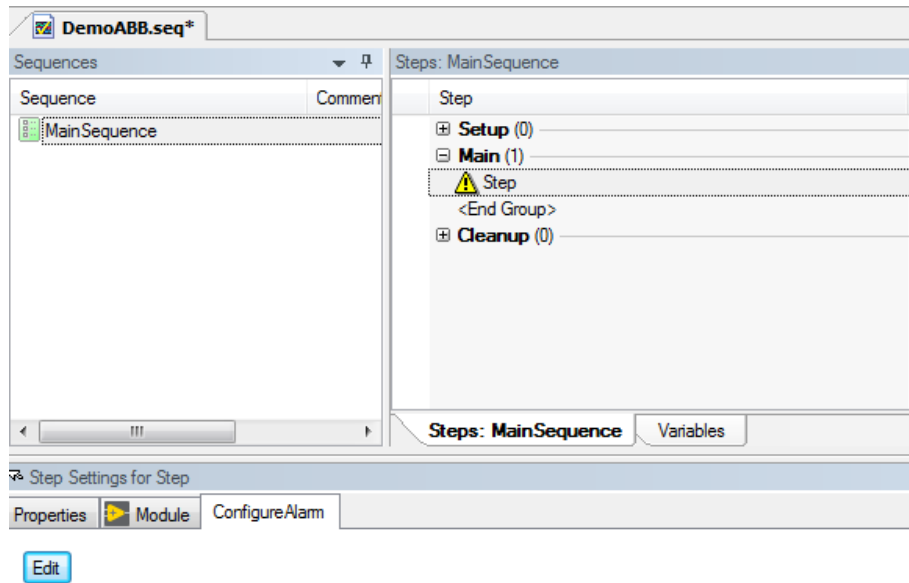 DemoABB.seq*
Sequences
Steps: MainSequence
Sequence Commen
Step
MainSequence
Setup (0)
Main (1)
Step
<End Group>
Cleanup (0)
Steps: MainSequence Variables
Step Settings for Step
Properties Module ConfigureAlarm
Edit